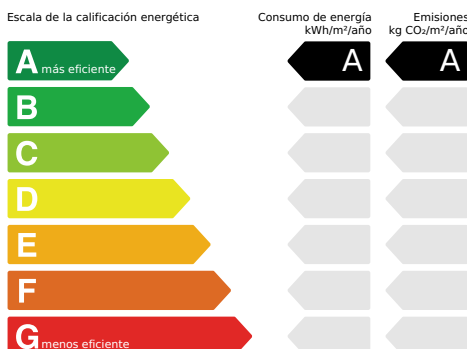 Escala de la calificación energética
Consumo de energía
kWh/m²/año
Emisiones
kg CO₂/m²/año
A más eficiente
A
A
B
C
D
E
F
G menos eficiente